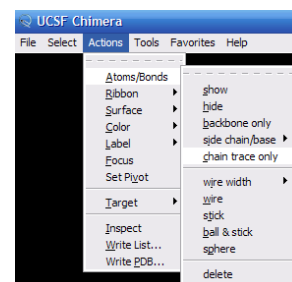 UCSF Chimera
File Select Actions Tools Favorites Help
Atoms/Bonds
Ribbon
Surface
Color
Label
Focus
Set Pivot
Target
Inspect
Write List...
Write PDB...
show
hide
backbone only
side chain/base
chain trace only
wire width
wire
stick
ball & stick
sphere
delete